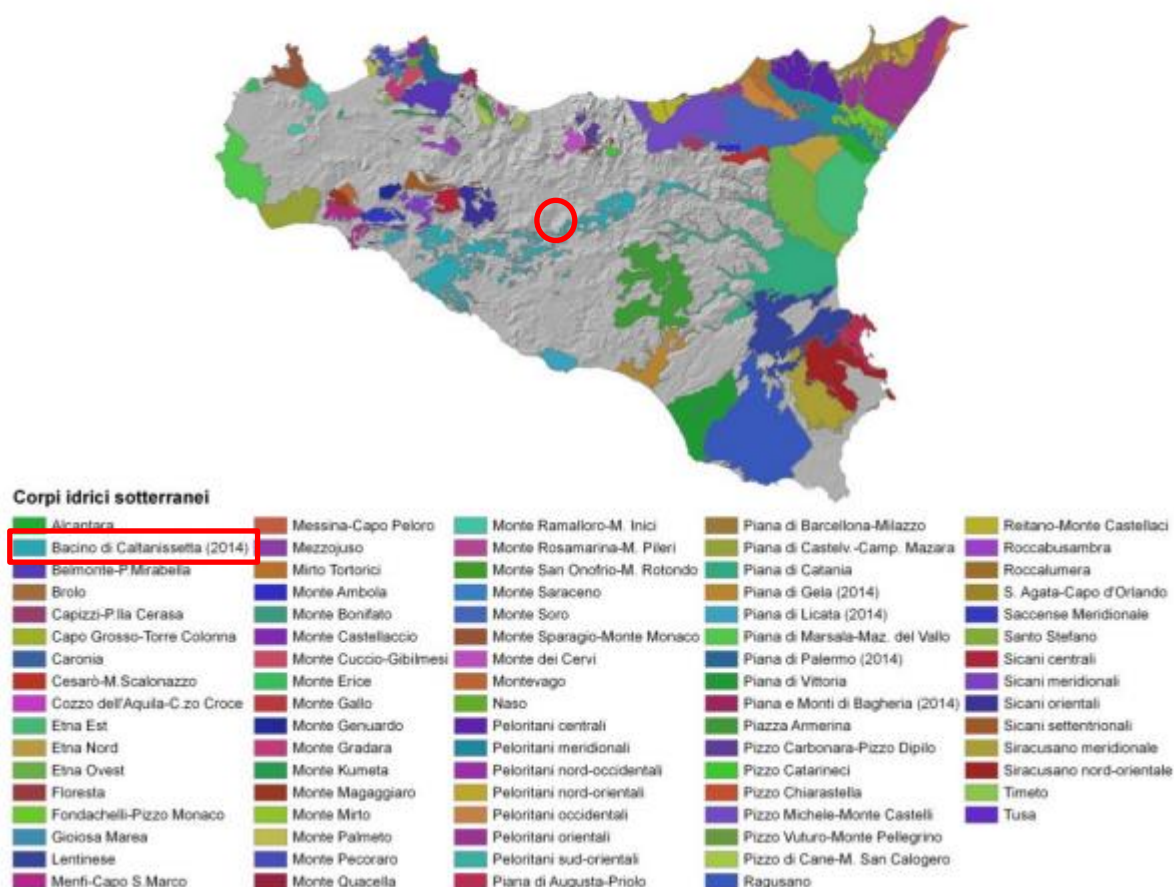 Corpi idrici sotterranei
Alcantara
Bacino di Caltanissetta (2014)
Belmonte-P.Mirabella
Brolo
Capizzi-P.lla Cerasa
Capo Grosso-Torre Colonna
Caronia
Cesarò-M.Scalonazzo
Cozzo dell'Aquila-C.zo Croce
Etna Est
Etna Nord
Etna Ovest
Floresta
Fondachelli-Pizzo Monaco
Gioiosa Marea
Lentinese
Menfi-Capo S.Marco
Messina-Capo Peloro
Mezzojuso
Mirto Tortorici
Monte Ambola
Monte Bonifato
Monte Castellaccio
Monte Cuccio-Gibilmesi
Monte Erice
Monte Gallo
Monte Genuardo
Monte Gradara
Monte Kumeta
Monte Magaggiaro
Monte Mirto
Monte Palmeto
Monte Pecoraro
Monte Quacella
Monte Ramalloro-M. Inici
Monte Rosamarina-M. Pileri
Monte San Onofrio-M. Rotondo
Monte Saraceno
Monte Soro
Monte Sparagio-Monte Monaco
Monte dei Cervi
Montevago
Naso
Peloritani centrali
Peloritani meridionali
Peloritani nord-occidentali
Peloritani nord-orientali
Peloritani occidentali
Peloritani orientali
Peloritani sud-orientali
Piana di Augusta-Priolo
Piana di Barcellona-Milazzo
Piana di Castelv.-Camp. Mazara
Piana di Catania
Piana di Gela (2014)
Piana di Licata (2014)
Piana di Marsala-Maz. del Vallo
Piana di Palermo (2014)
Piana di Vittoria
Piana e Monti di Bagheria (2014)
Piazza Armerina
Pizzo Carbonara-Pizzo Dipilo
Pizzo Catarineci
Pizzo Chiarastella
Pizzo Michele-Monte Castelli
Pizzo Vuturo-Monte Pellegrino
Pizzo di Cane-M. San Calogero
Ragusano
Reitano-Monte Castellaci
Roccabusambra
Roccalumera
S. Agata-Capo d'Orlando
Saccense Meridionale
Santo Stefano
Sicani centrali
Sicani meridionali
Sicani orientali
Sicani settentrionali
Siracusano meridionale
Siracusano nord-orientale
Timeto
Tusa